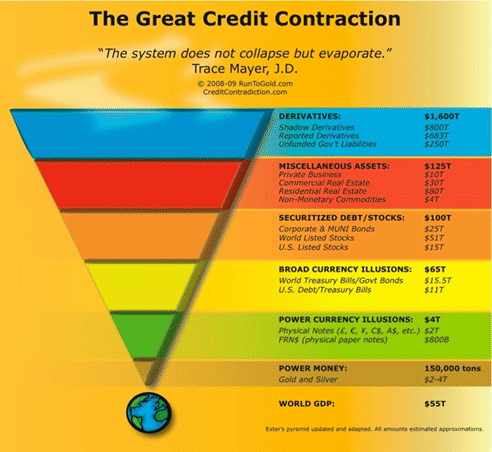 The Great Credit Contraction
“The system does not collapse but evaporate.”
Trace Mayer, J.D.
© 2008-09 RunToGold.com
CreditContradiction.com
DERIVATIVES: $1,600T
Shadow Derivatives $800T
Reported Derivatives $683T
Unfunded Gov't Liabilities $250T
MISCELLANEOUS ASSETS: $125T
Private Business $10T
Commercial Real Estate $30T
Residential Real Estate $80T
Non-Monetary Commodities $4T
SECURITIZED DEBT/STOCKS: $100T
Corporate & MUNI Bonds $25T
World Listed Stocks $51T
U.S. Listed Stocks $15T
BROAD CURRENCY ILLUSIONS: $65T
World Treasury Bills/Govt Bonds $15.5T
U.S. Debt/Treasury Bills $11T
POWER CURRENCY ILLUSIONS: $4T
Physical Notes (£, €, ¥, C$, A$, etc.) $2T
FRN$ (physical paper notes) $800B
POWER MONEY: 150,000 tons
Gold and Silver $2-4T
WORLD GDP: $55T
Exter's pyramid updated and adapted. All amounts estimated approximations.